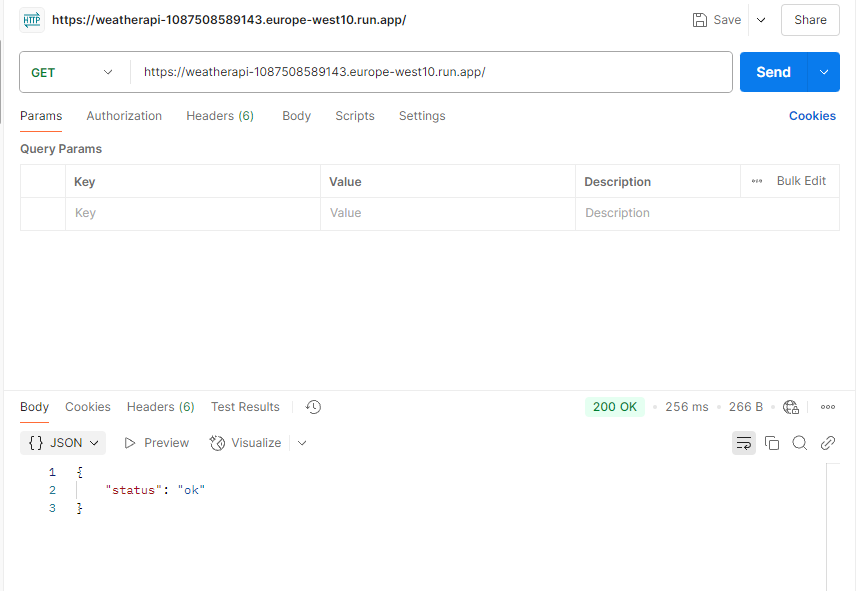 HTTP https://weatherapi-1087508589143.europe-west10.run.app/ Save Share
GET https://weatherapi-1087508589143.europe-west10.run.app/ Send
Params Authorization Headers (6) Body Scripts Settings Cookies
Query Params
Key Value Description Bulk Edit
Key Value Description
Body Cookies Headers (6) Test Results 200 OK • 256 ms • 266 B •
{} JSON Preview Visualize
1 {
2 "status": "ok"
3 }